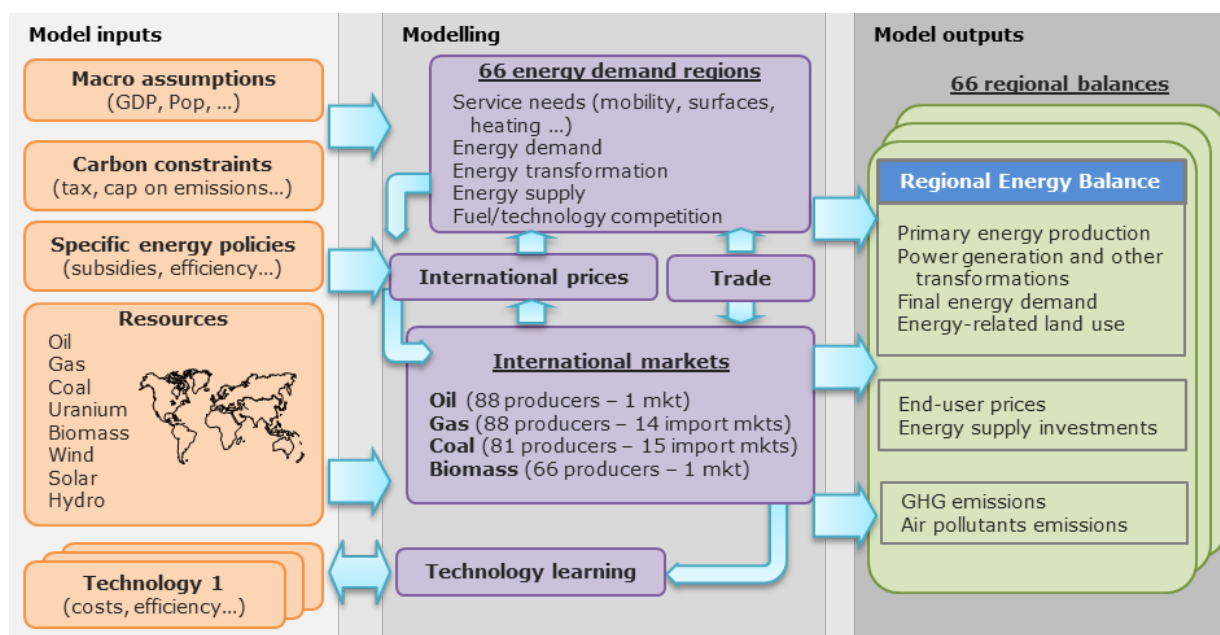 Model inputs
Macro assumptions
(GDP, Pop, ...)
Carbon constraints
(tax, cap on emissions...)
Specific energy policies
(subsidies, efficiency...)
Resources
Oil
Gas
Coal
Uranium
Biomass
Wind
Solar
Hydro
Technology 1
(costs, efficiency...)
Modelling
66 energy demand regions
Service needs (mobility, surfaces,
heating ...)
Energy demand
Energy transformation
Energy supply
Fuel/technology competition
International prices
Trade
International markets
Oil (88 producers – 1 mkt)
Gas (88 producers – 14 import mkts)
Coal (81 producers – 15 import mkts)
Biomass (66 producers – 1 mkt)
Technology learning
Model outputs
66 regional balances
Regional Energy Balance
Primary energy production
Power generation and other
transformations
Final energy demand
Energy-related land use
End-user prices
Energy supply investments
GHG emissions
Air pollutants emissions